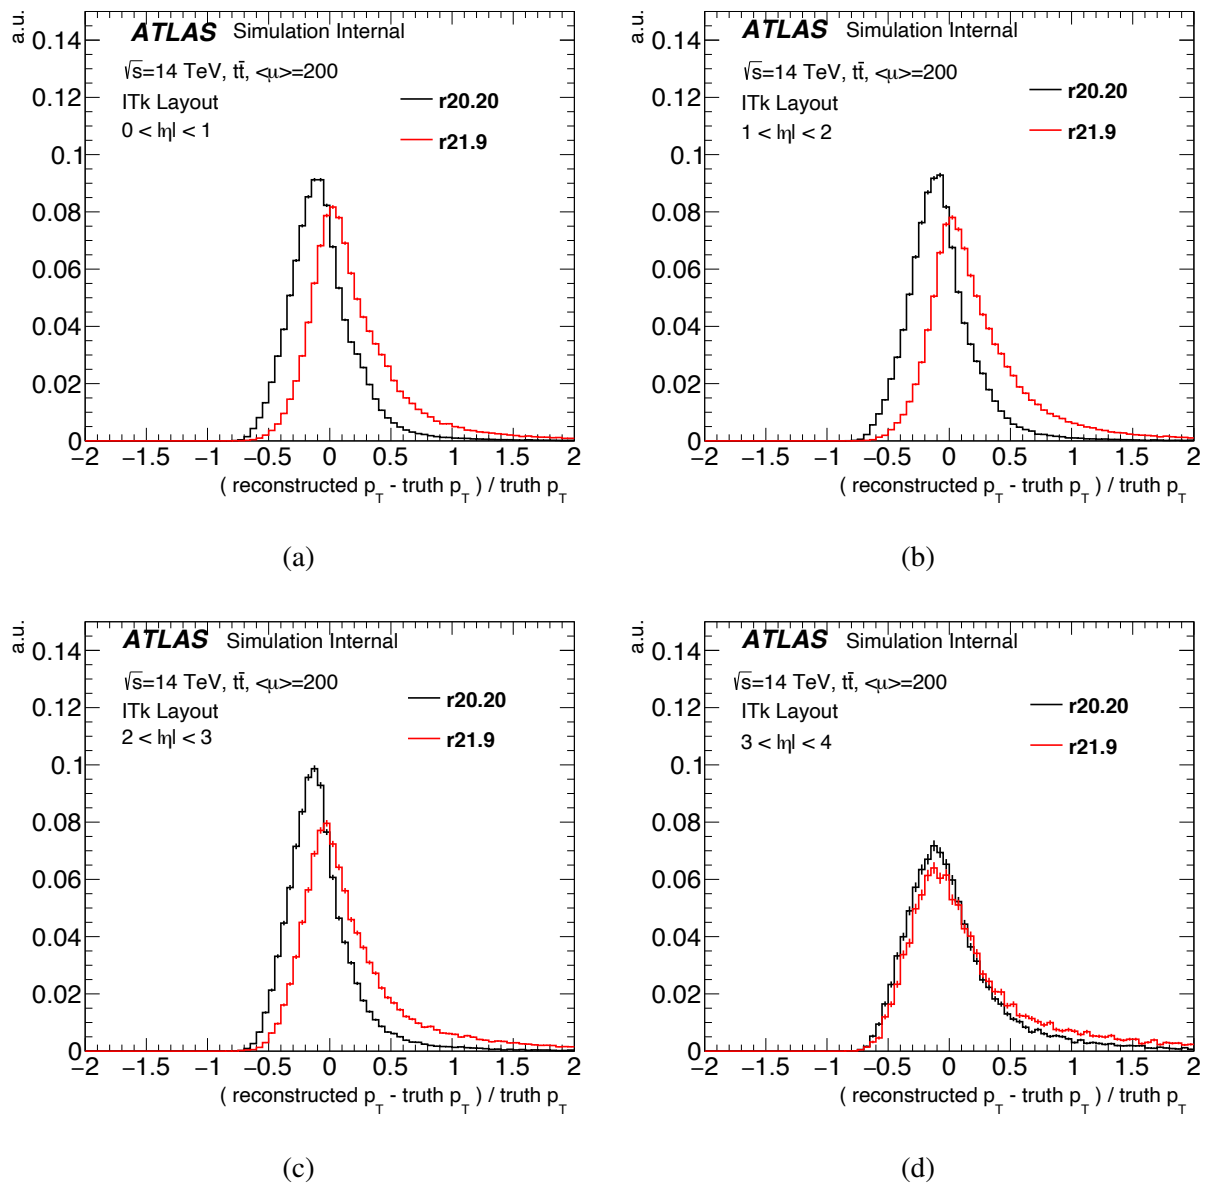 a.u.
0.14
0.12
0.1
0.08
0.06
0.04
0.02
0
ATLAS Simulation Internal
√s=14 TeV, tt̄, <μ>=200
ITk Layout
0 < |η| < 1
r20.20
r21.9
−2 −1.5 −1 −0.5 0 0.5 1 1.5 2
( reconstructed p_T - truth p_T ) / truth p_T
(a)
a.u.
0.14
0.12
0.1
0.08
0.06
0.04
0.02
0
ATLAS Simulation Internal
√s=14 TeV, tt̄, <μ>=200
ITk Layout
1 < |η| < 2
r20.20
r21.9
−2 −1.5 −1 −0.5 0 0.5 1 1.5 2
( reconstructed p_T - truth p_T ) / truth p_T
(b)
a.u.
0.14
0.12
0.1
0.08
0.06
0.04
0.02
0
ATLAS Simulation Internal
√s=14 TeV, tt̄, <μ>=200
ITk Layout
2 < |η| < 3
r20.20
r21.9
−2 −1.5 −1 −0.5 0 0.5 1 1.5 2
( reconstructed p_T - truth p_T ) / truth p_T
(c)
a.u.
0.14
0.12
0.1
0.08
0.06
0.04
0.02
0
ATLAS Simulation Internal
√s=14 TeV, tt̄, <μ>=200
ITk Layout
3 < |η| < 4
r20.20
r21.9
−2 −1.5 −1 −0.5 0 0.5 1 1.5 2
( reconstructed p_T - truth p_T ) / truth p_T
(d)